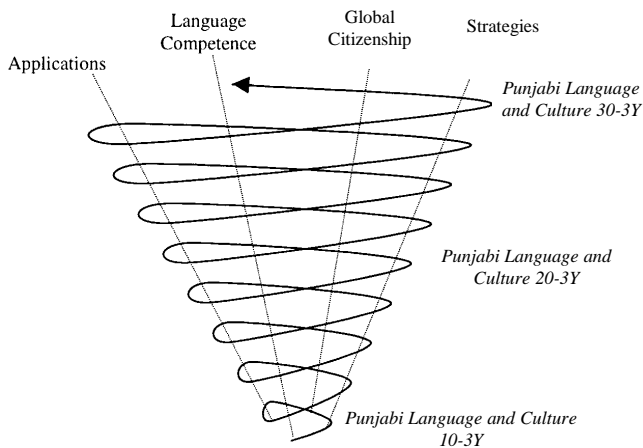 Language
Competence
Global
Citizenship
Strategies
Applications
Punjabi Language
and Culture 30-3Y
Punjabi Language and
Culture 20-3Y
Punjabi Language and Culture
10-3Y